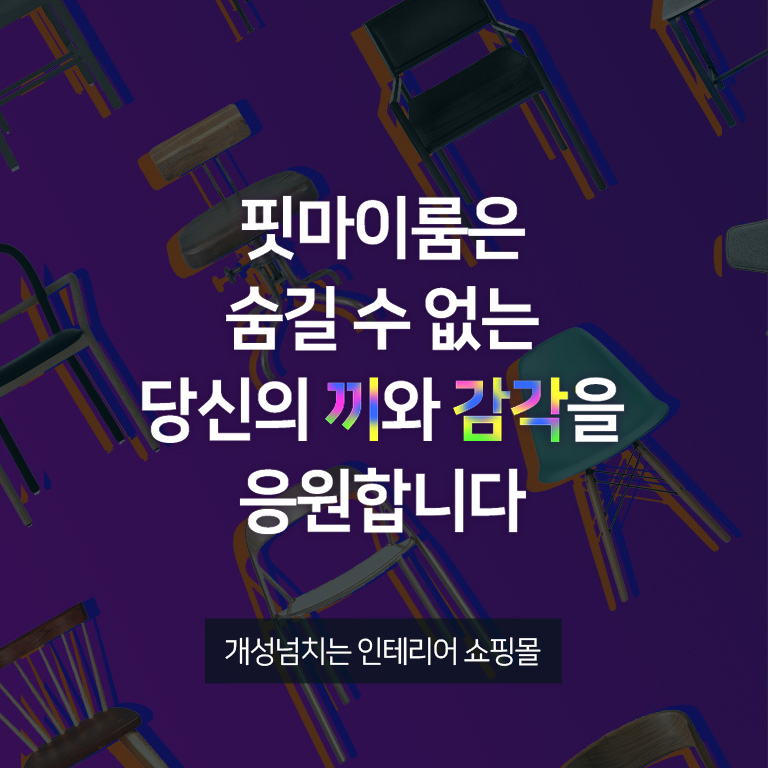 핏마이룸은
숨길 수 없는
당신의 끼와 감각을
응원합니다
개성넘치는 인테리어 쇼핑몰